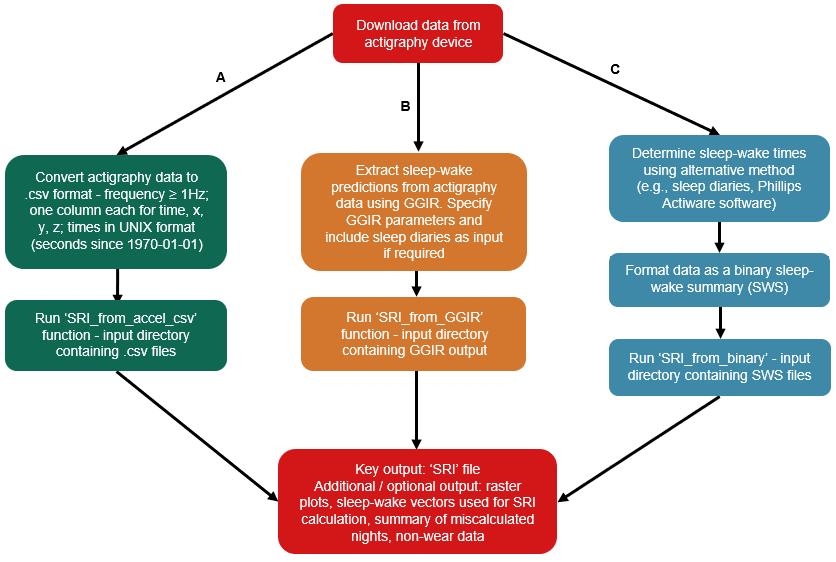 Download data from
actigraphy device
A
B
C
Convert actigraphy data to
.csv format - frequency ≥ 1Hz;
one column each for time, x,
y, z; times in UNIX format
(seconds since 1970-01-01)
Run ‘SRI_from_accel_csv’
function - input directory
containing .csv files
Extract sleep-wake
predictions from actigraphy
data using GGIR. Specify
GGIR parameters and
include sleep diaries as input
if required
Run ‘SRI_from_GGIR’
function - input directory
containing GGIR output
Determine sleep-wake times
using alternative method
(e.g., sleep diaries, Phillips
Actiware software)
Format data as a binary sleep-
wake summary (SWS)
Run ‘SRI_from_binary’ - input
directory containing SWS files
Key output: ‘SRI’ file
Additional / optional output: raster
plots, sleep-wake vectors used for SRI
calculation, summary of miscalculated
nights, non-wear data